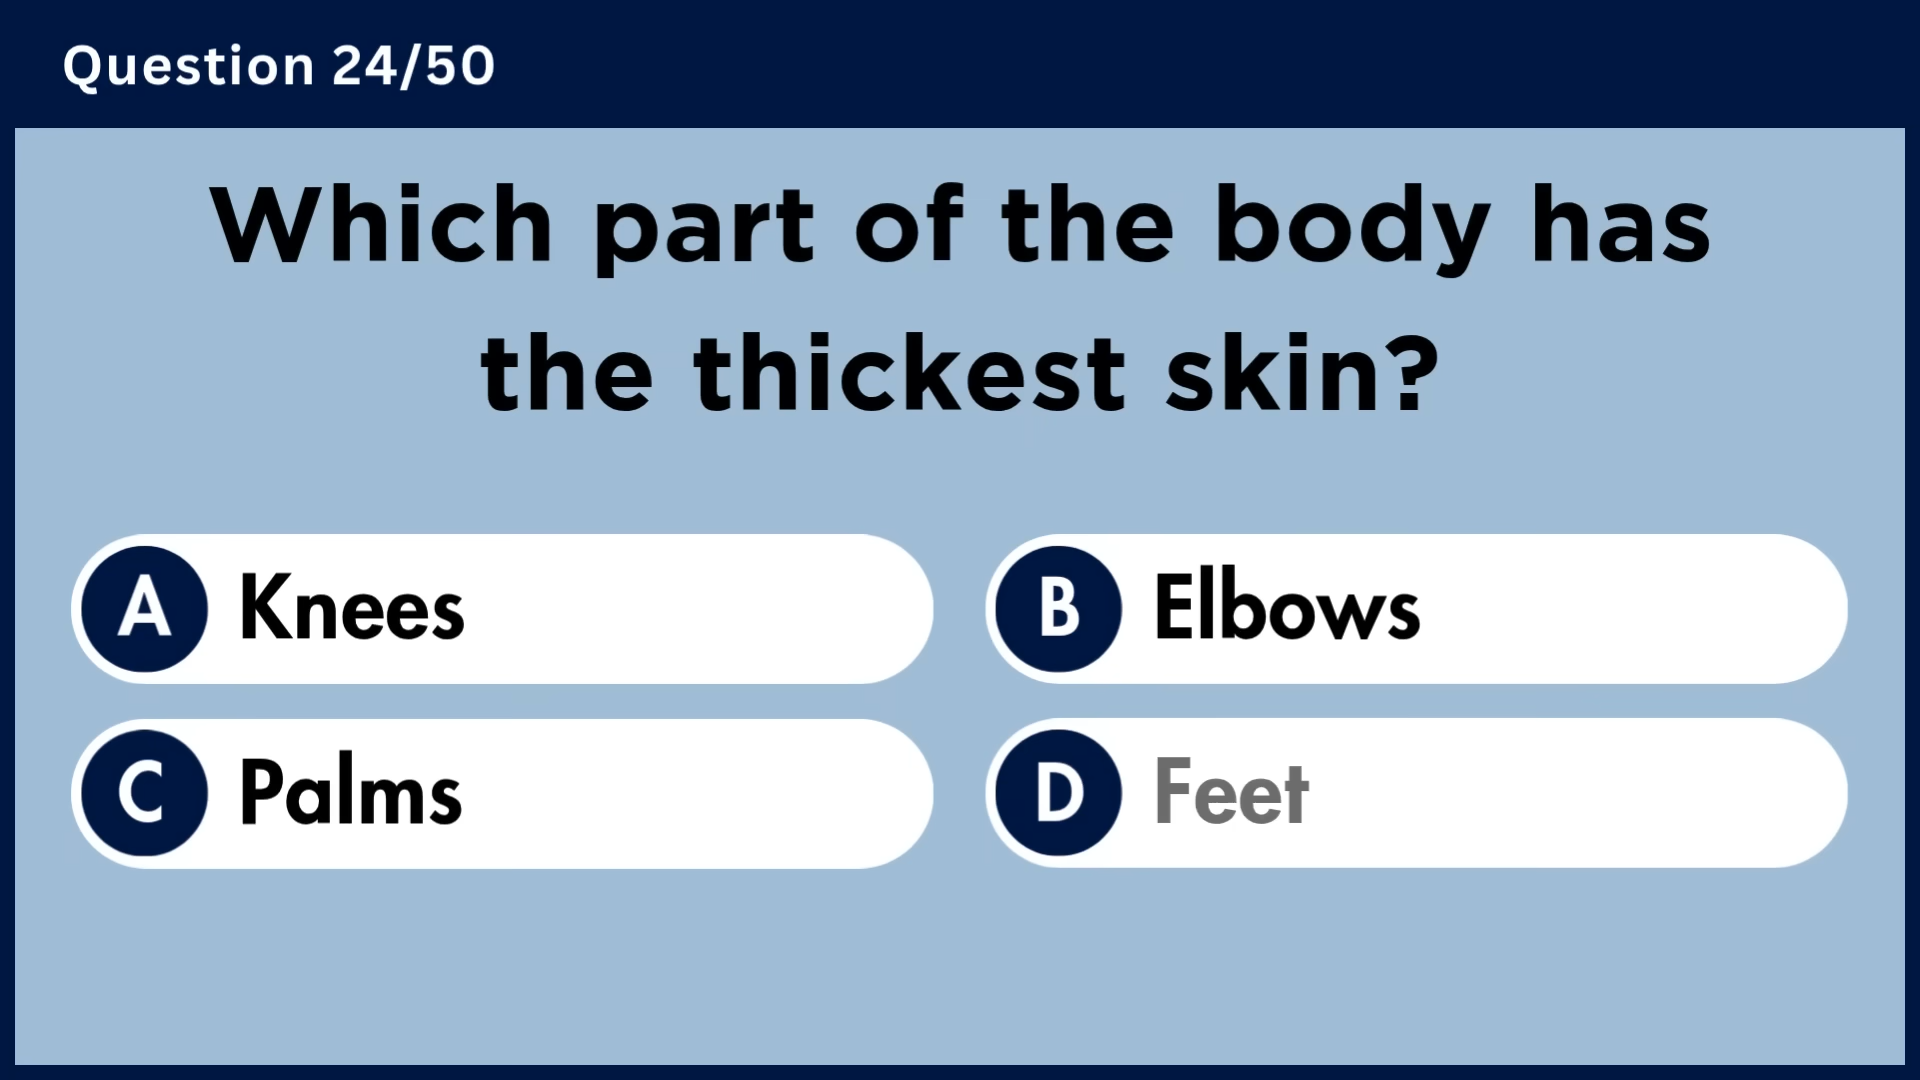 Question 24/50
Which part of the body has
the thickest skin?
A Knees
B Elbows
C Palms
D Feet